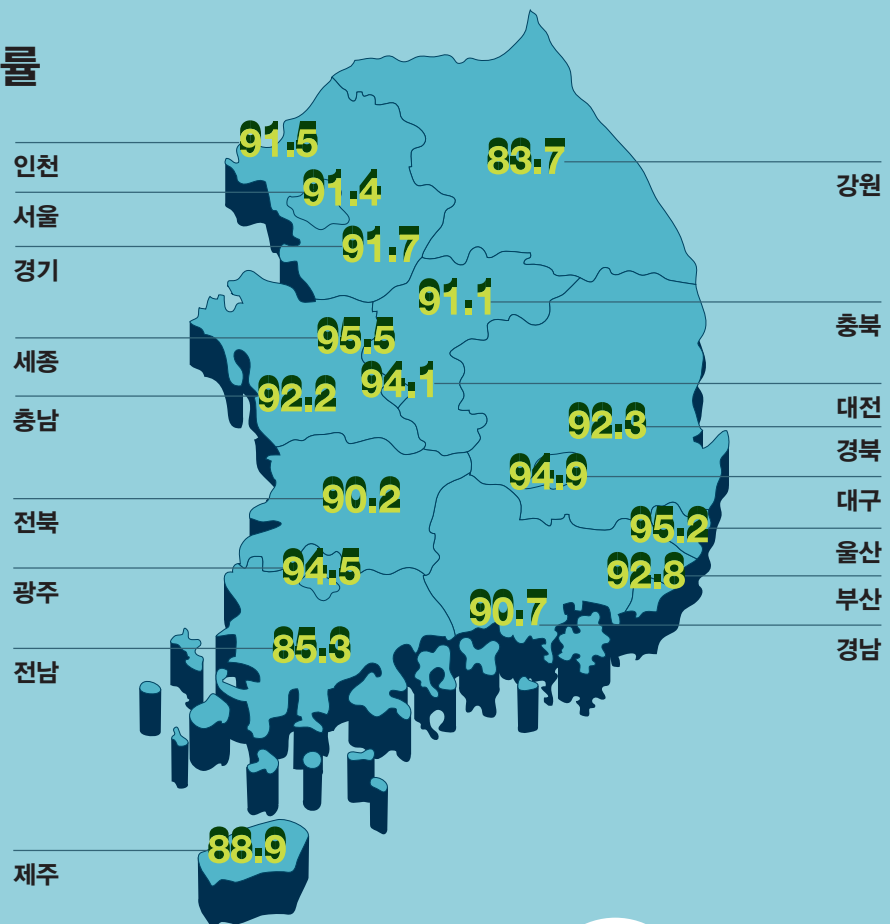 률
91.5
인천
83.7
강원
91.4
서울
91.7
경기
91.1
충북
95.5
세종
94.1
대전
92.2
충남
92.3
경북
94.9
대구
90.2
전북
95.2
울산
94.5
광주
92.8
부산
90.7
경남
85.3
전남
88.9
제주